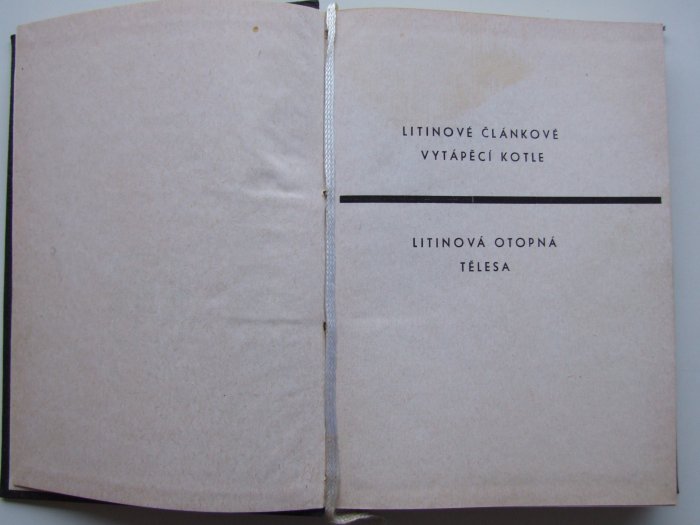 LITINOVÉ ČLÁNKOVÉ
VYTÁPĚCÍ KOTLE
LITINOVÁ OTOPNÁ
TĚLESA